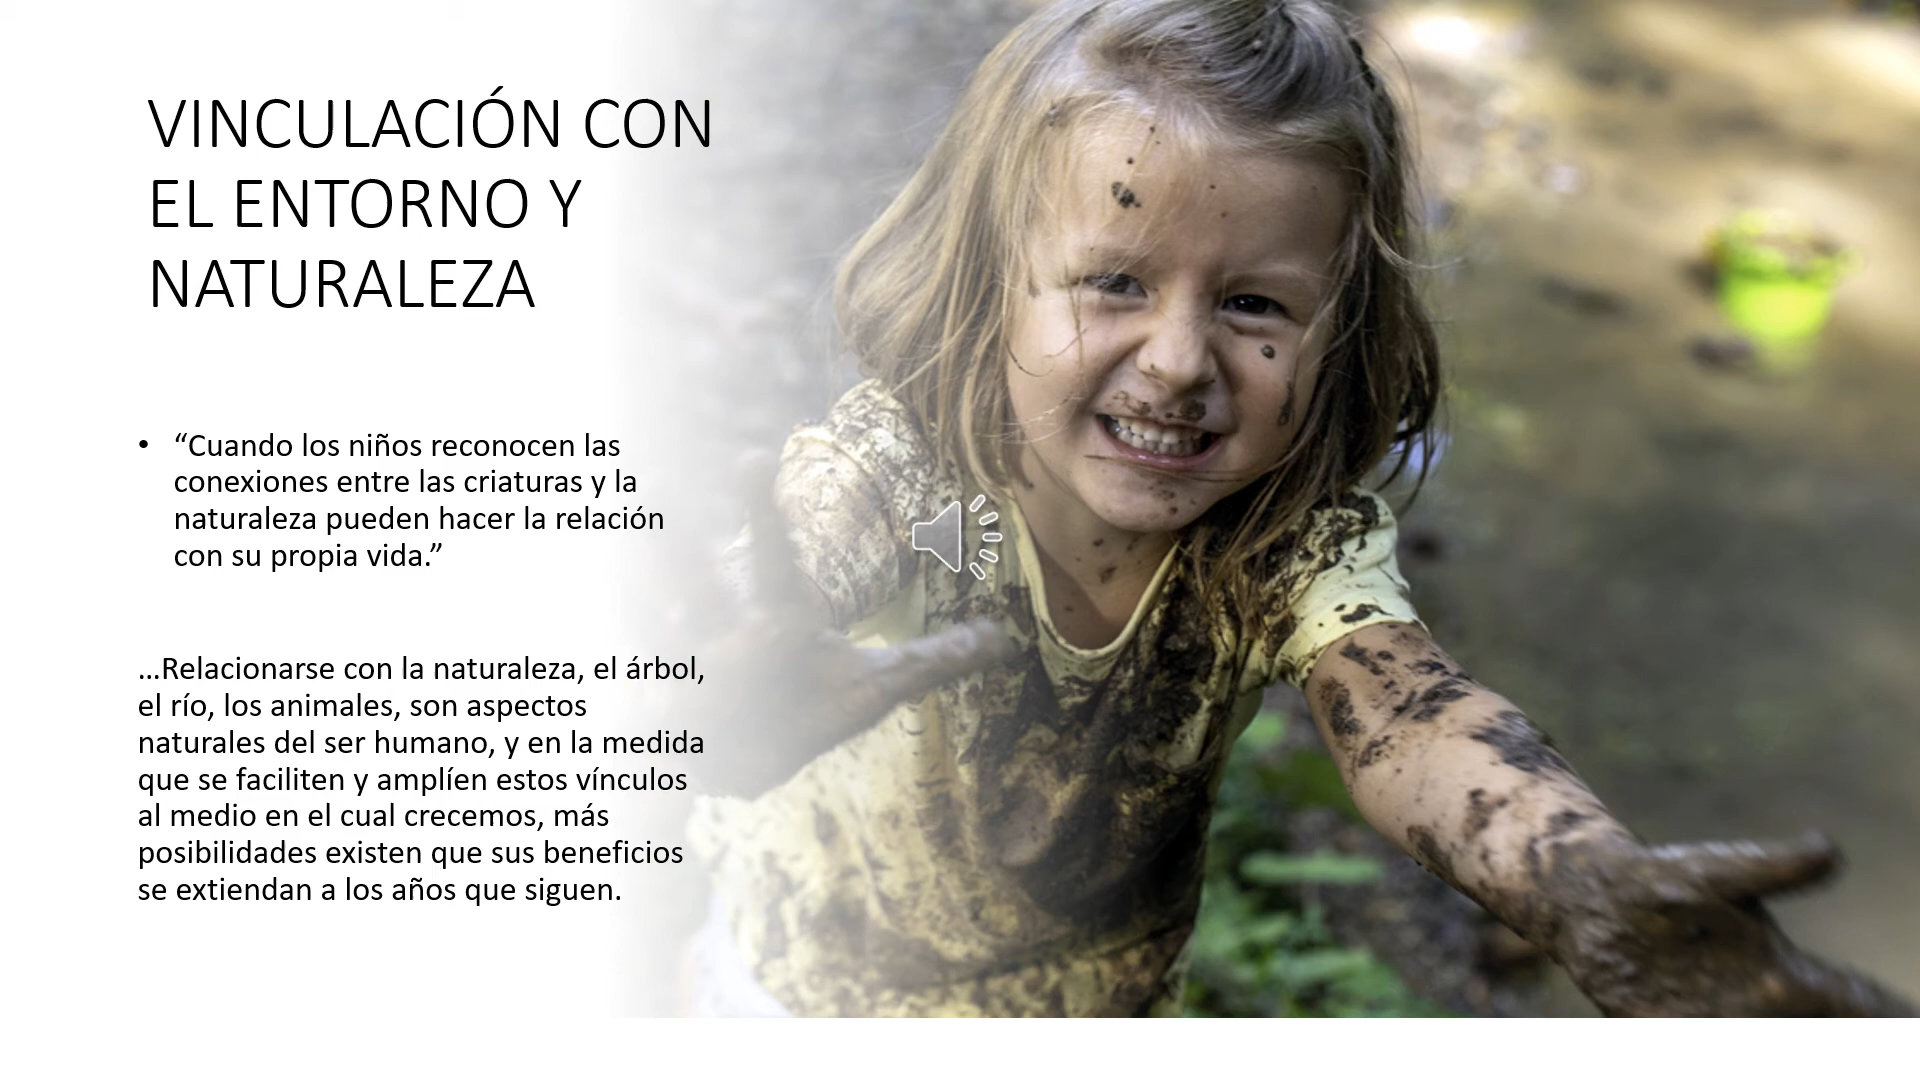 VINCULACIÓN CON
EL ENTORNO Y
NATURALEZA
• “Cuando los niños reconocen las
conexiones entre las criaturas y la
naturaleza pueden hacer la relación
con su propia vida.”
…Relacionarse con la naturaleza, el árbol,
el río, los animales, son aspectos
naturales del ser humano, y en la medida
que se faciliten y amplíen estos vínculos
al medio en el cual crecemos, más
posibilidades existen que sus beneficios
se extiendan a los años que siguen.